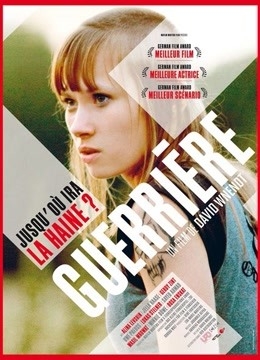 GERMAN FILM AWARD
MEILLEUR FILM
GERMAN FILM AWARD
MEILLEURE ACTRICE
GERMAN FILM AWARD
MEILLEUR SCÉNARIO
JUSQU'OÙ IRA
LA HAINE ?
GUERRIÈRE
UN FILM DE DAVID WNENDT